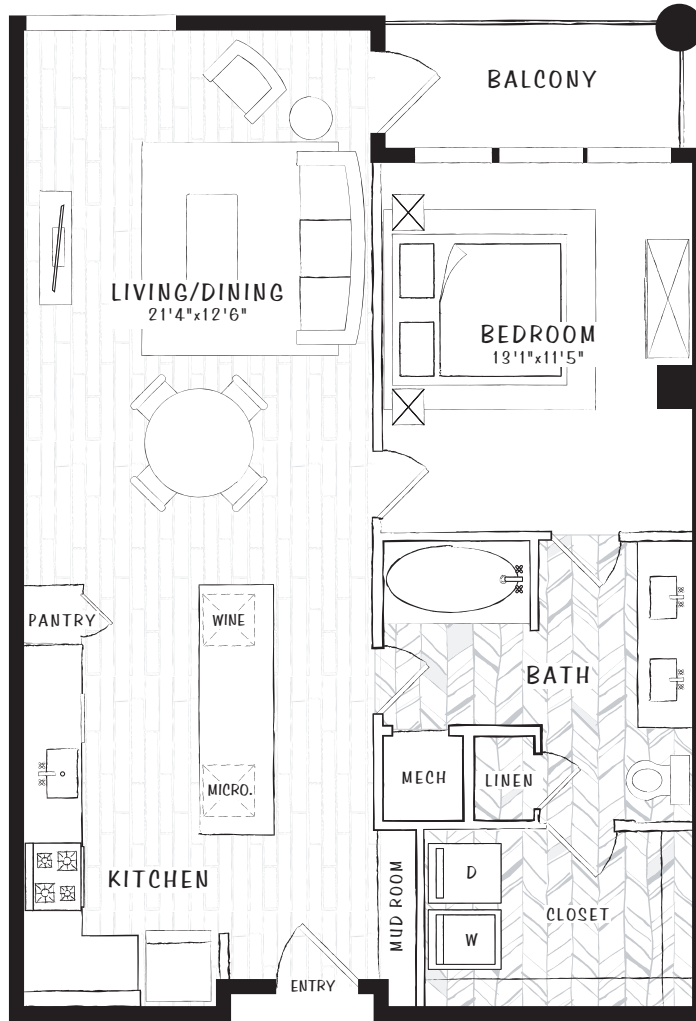 BALCONY
LIVING/DINING
21'4"x12'6"
BEDROOM
13'1"x11'5"
PANTRY
WINE
BATH
MECH
LINEN
MICRO.
KITCHEN
MUD ROOM
D
W
CLOSET
ENTRY